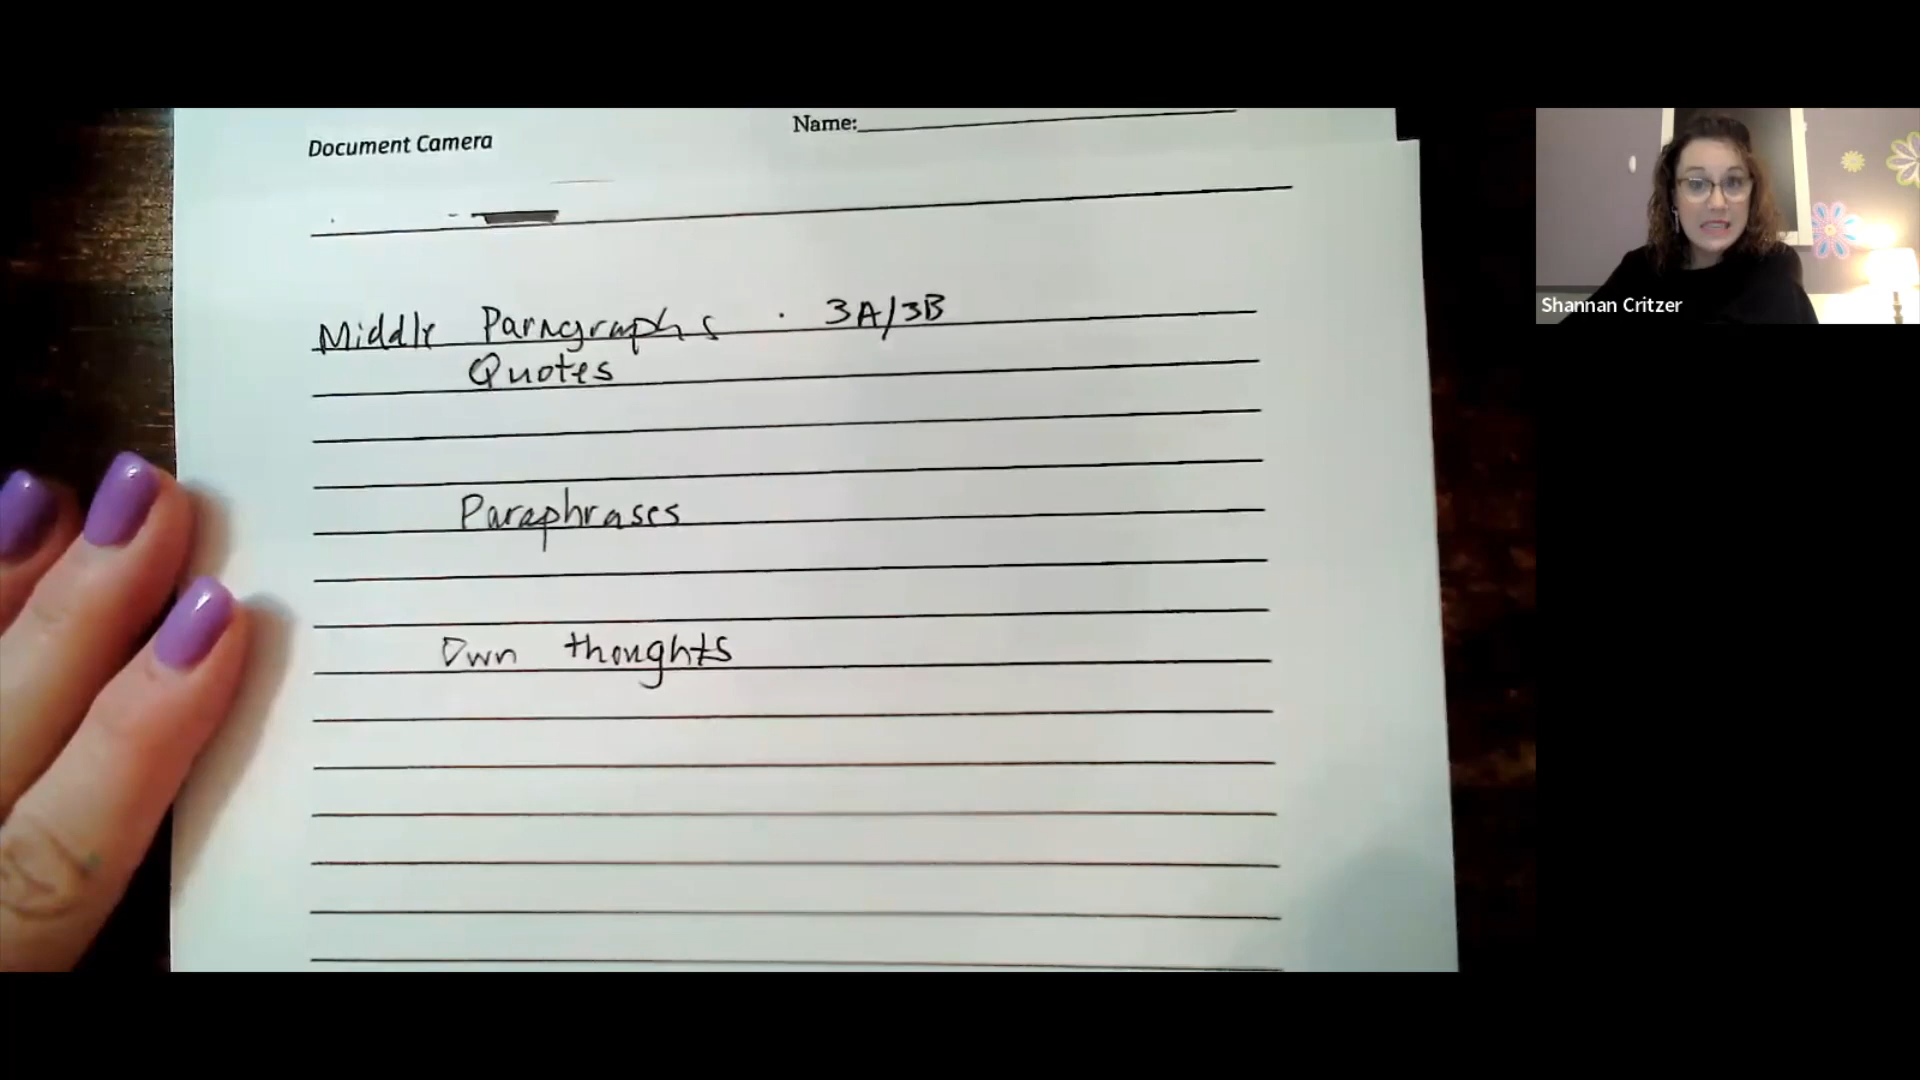 Document Camera
Name:
Middle Paragraphs . 3A/3B
Quotes
Paraphrases
Own thoughts
Shannan Critzer